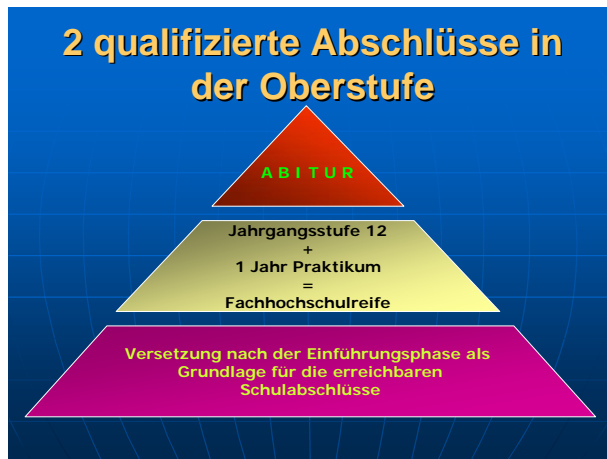 2 qualifizierte Abschlüsse in
der Oberstufe
A B I T U R
Jahrgangsstufe 12
+
1 Jahr Praktikum
=
Fachhochschulreife
Versetzung nach der Einführungsphase als
Grundlage für die erreichbaren
Schulabschlüsse